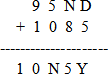 9 5 N D
+ 1 0 8 5
--------------------
1 0 N 5 Y